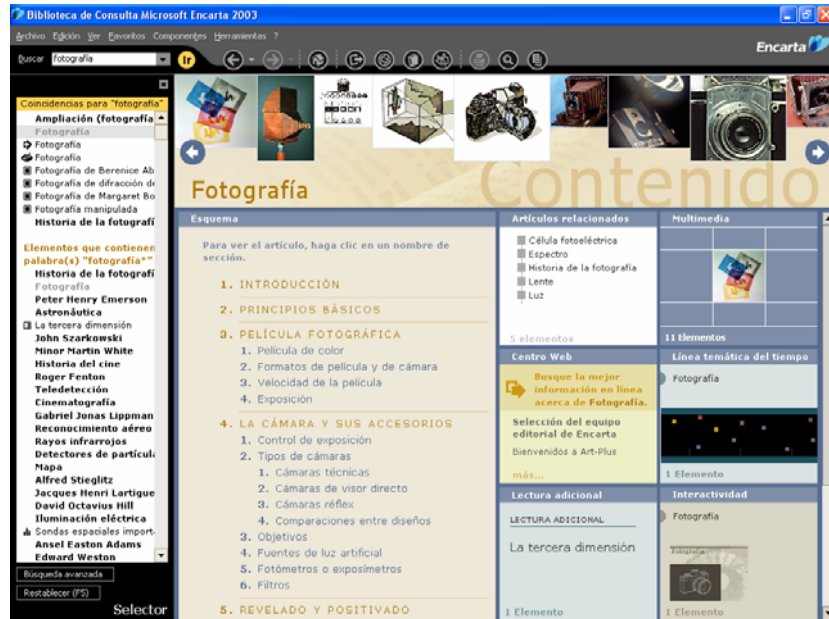 Biblioteca de Consulta Microsoft Encarta 2003
Archivo Edición Ver Favoritos Componentes Herramientas ?
Buscar fotografía Ir
Encarta
Coincidencias para "fotografía"
Ampliación (fotografía
Fotografía
Fotografía
Fotografía
Fotografía de Berenice Ab
Fotografía de difracción de
Fotografía de Margaret Bo
Fotografía manipulada
Historia de la fotografí
Elementos que contienen
palabra(s) "fotografía*"
Historia de la fotografí
Fotografía
Peter Henry Emerson
Astronáutica
La tercera dimensión
John Szarkowski
Minor Martin White
Historia del cine
Roger Fenton
Teledetección
Cinematografía
Gabriel Jonas Lippman
Reconocimiento aéreo
Rayos infrarrojos
Detectores de partícula
Mapa
Alfred Stieglitz
Jacques Henri Lartigue
David Octavius Hill
Iluminación eléctrica
Sondas espaciales import.
Ansel Easton Adams
Edward Weston
Búsqueda avanzada
Restablecer (F5)
Selector
Contenido
Fotografía
Esquema
Para ver el artículo, haga clic en un nombre de
sección.
1. INTRODUCCIÓN
2. PRINCIPIOS BÁSICOS
3. PELÍCULA FOTOGRÁFICA
1. Película de color
2. Formatos de película y de cámara
3. Velocidad de la película
4. Exposición
4. LA CÁMARA Y SUS ACCESORIOS
1. Control de exposición
2. Tipos de cámaras
1. Cámaras técnicas
2. Cámaras de visor directo
3. Cámaras réflex
4. Comparaciones entre diseños
3. Objetivos
4. Fuentes de luz artificial
5. Fotómetros o exposímetros
6. Filtros
5. REVELADO Y POSITIVADO
Artículos relacionados
Célula fotoeléctrica
Espectro
Historia de la fotografía
Lente
Luz
5 elementos
Multimedia
11 Elementos
Centro Web
Busque la mejor
información en línea
acerca de Fotografía.
Selección del equipo
editorial de Encarta
Bienvenidos a Art-Plus
más...
Línea temática del tiempo
Fotografía
1 Elemento
Lectura adicional
LECTURA ADICIONAL
La tercera dimensión
1 Elemento
Interactividad
Fotografía
Fotografía
1 Elemento